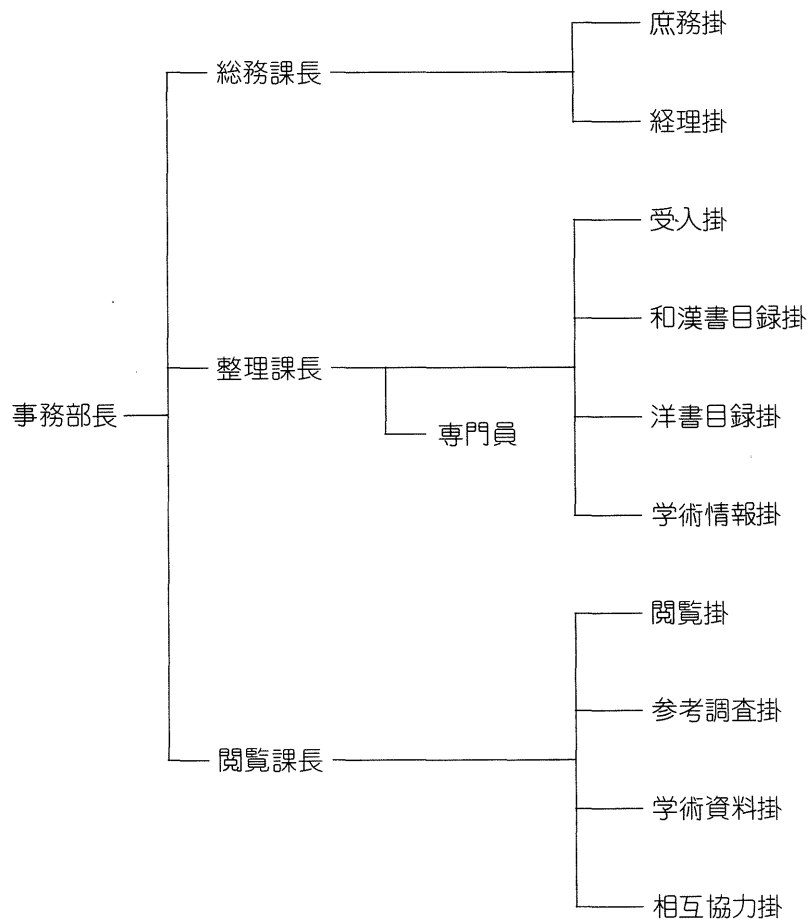 事務部長
総務課長
庶務掛
経理掛
整理課長
専門員
受入掛
和漢書目録掛
洋書目録掛
学術情報掛
閲覧課長
閲覧掛
参考調査掛
学術資料掛
相互協力掛